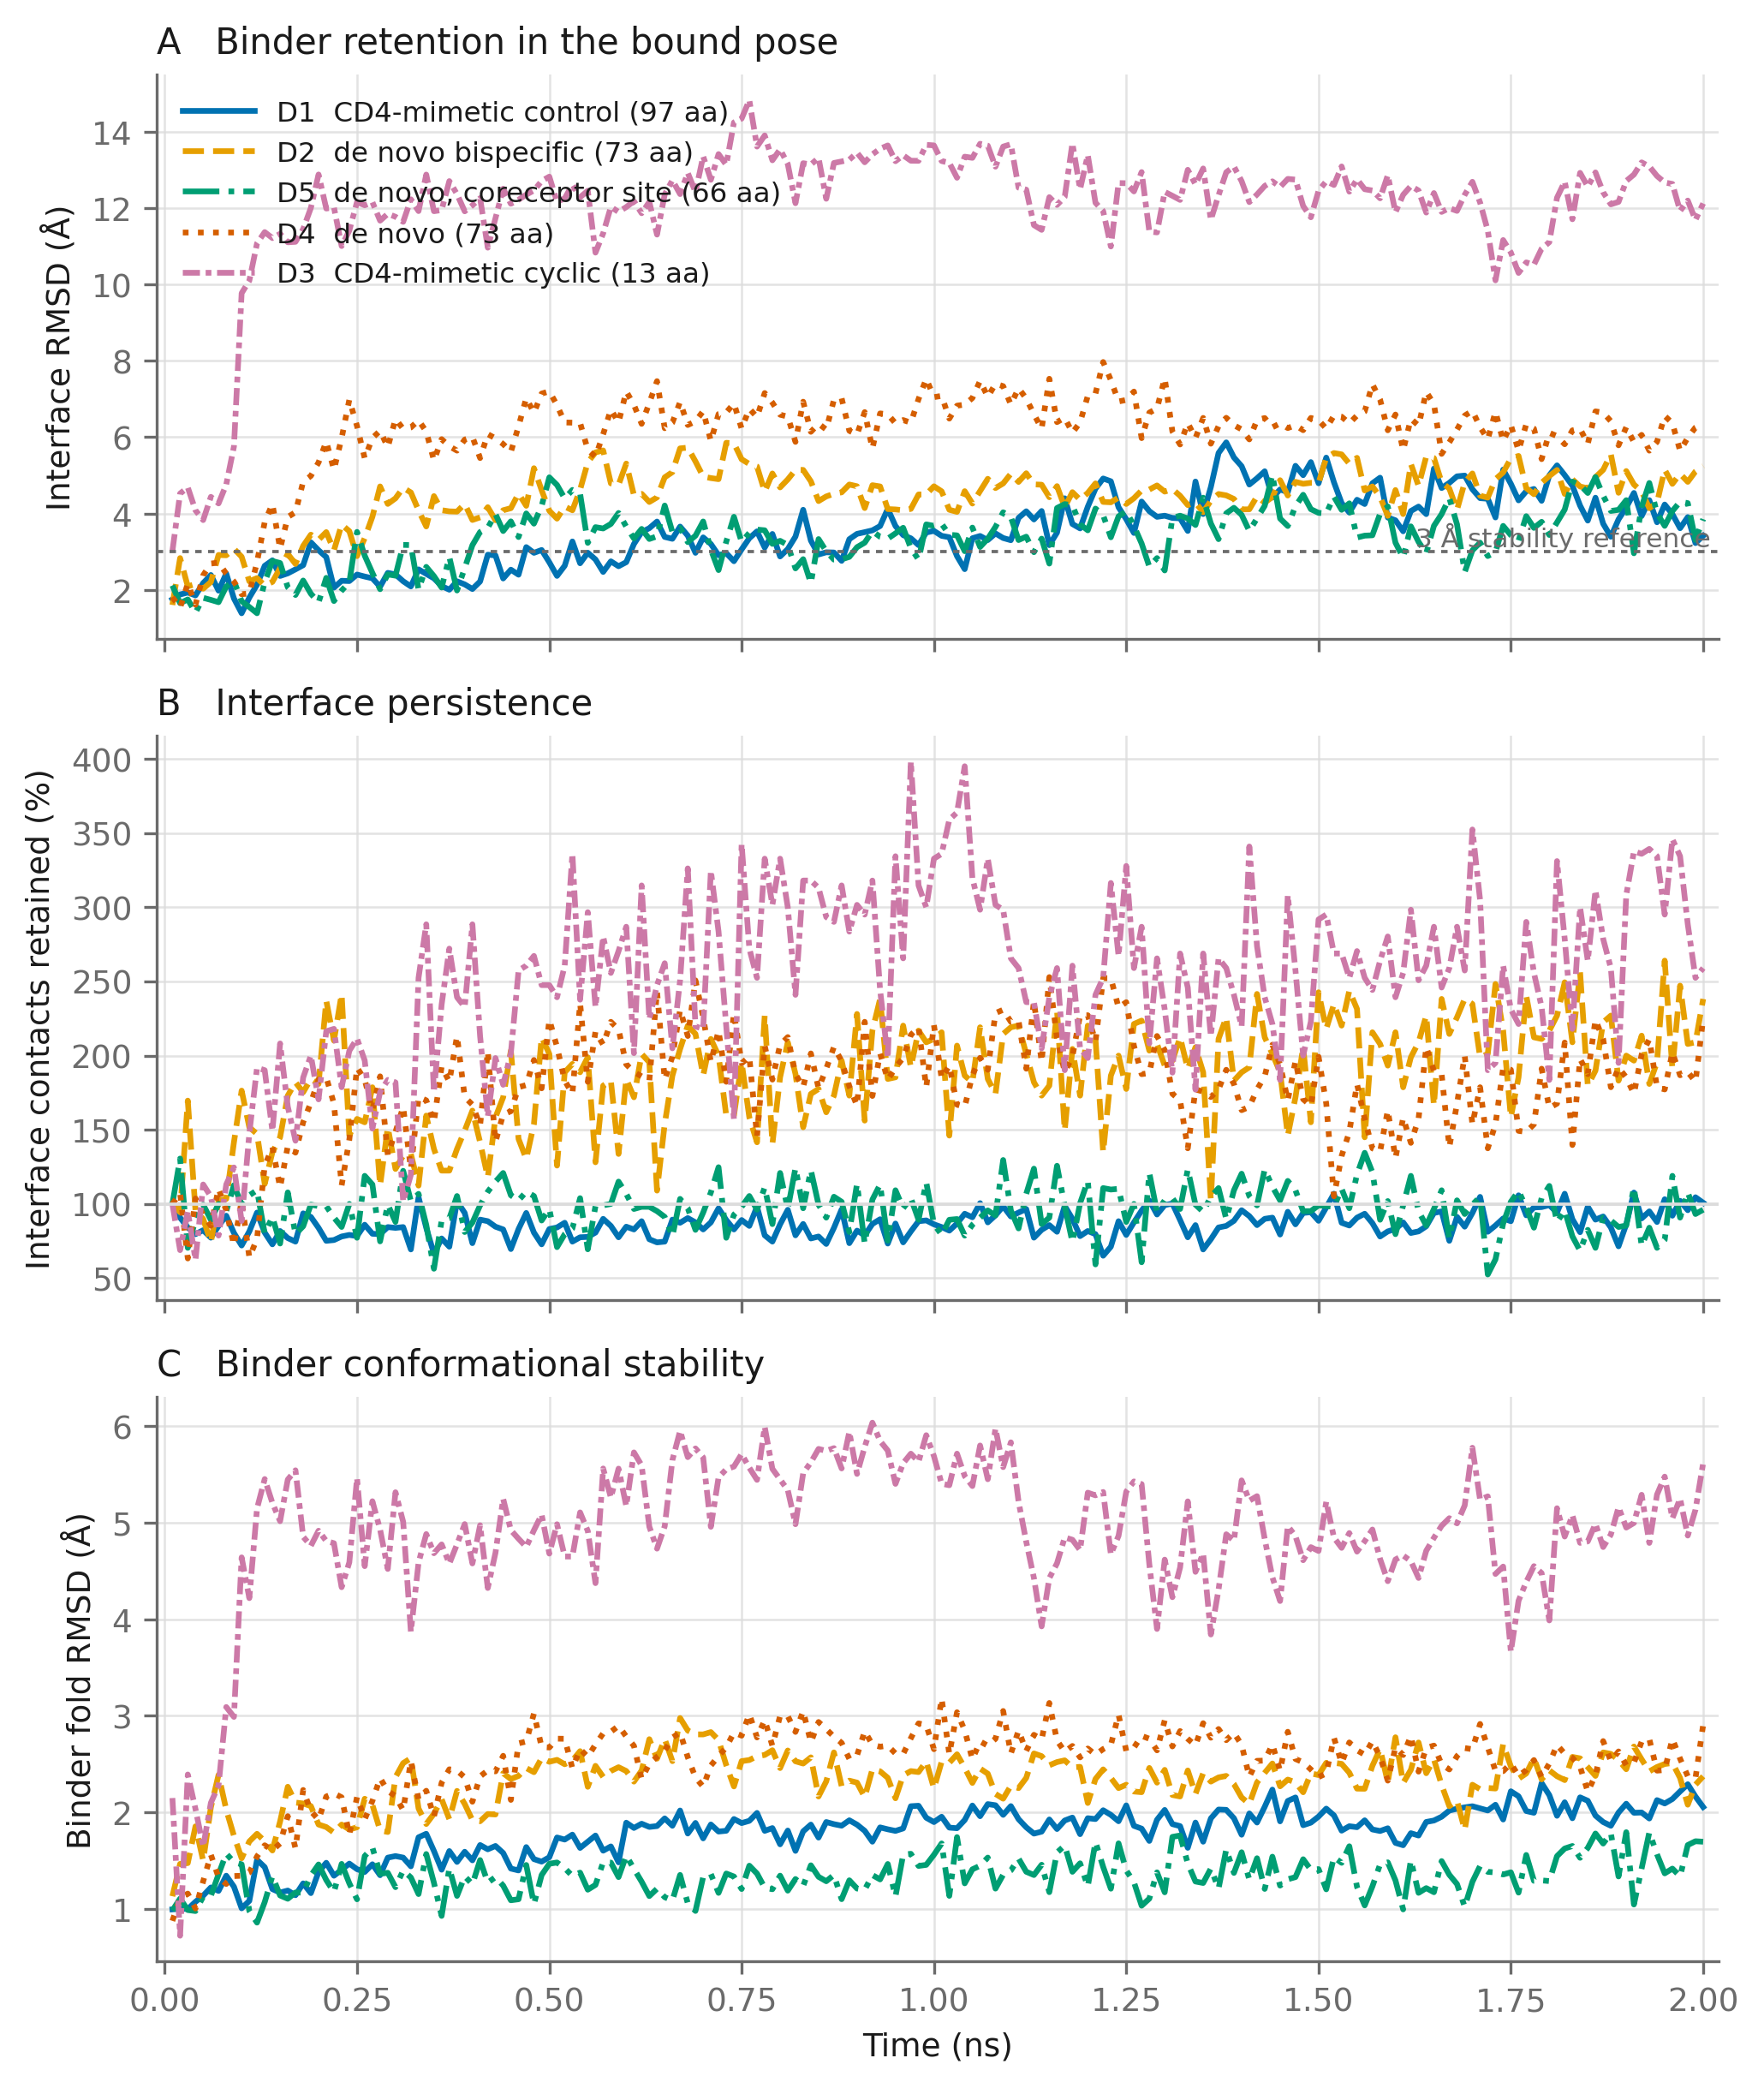 A Binder retention in the bound pose
D1 CD4-mimetic control (97 aa)
D2 de novo bispecific (73 aa)
D5 de novo, coreceptor site (66 aa)
D4 de novo (73 aa)
D3 CD4-mimetic cyclic (13 aa)
14
12
10
8
6
4
2
Interface RMSD (Å)
3 Å stability reference
B Interface persistence
400
350
300
250
200
150
100
50
Interface contacts retained (%)
C Binder conformational stability
6
5
4
3
2
1
Binder fold RMSD (Å)
0.00 0.25 0.50 0.75 1.00 1.25 1.50 1.75 2.00
Time (ns)